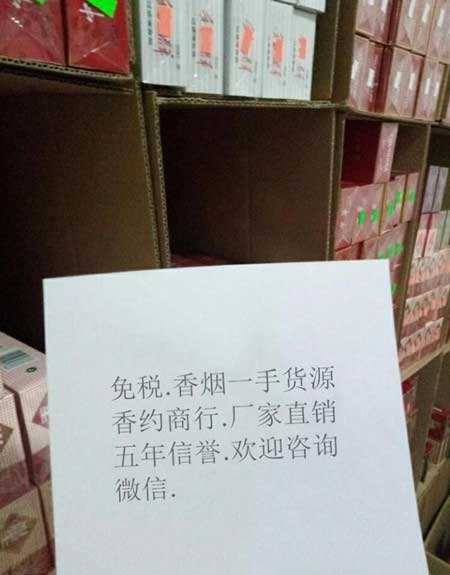 免税.香烟一手货源
香约商行.厂家直销
五年信誉.欢迎咨询
微信.